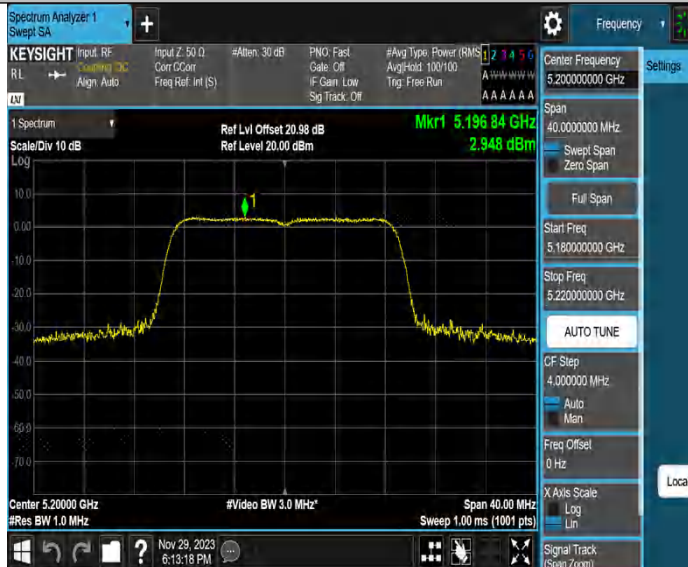 Spectrum Analyzer 1
Swept SA
Frequency
KEYSIGHT
RL
Input: RF
Coupling: DC
Align: Auto
Input Z: 50 Ω
Corr CCorr
Freq Ref: Int (S)
#Atten: 30 dB
PNO: Fast
Gate: Off
IF Gain: Low
Sig Track: Off
#Avg Type: Power (RMS
Avg|Hold: 100/100
Trig: Free Run
1 2 3 4 5 6
A W W W W W
A A A A A A
1 Spectrum
Scale/Div 10 dB
Log
Ref Lvl Offset 20.98 dB
Ref Level 20.00 dBm
Mkr1 5.196 84 GHz
2.948 dBm
1
10.0
0.00
-10.0
-20.0
-30.0
-40.0
-50.0
-60.0
-70.0
Center 5.20000 GHz
#Res BW 1.0 MHz
#Video BW 3.0 MHz*
Span 40.00 MHz
Sweep 1.00 ms (1001 pts)
Center Frequency
5.200000000 GHz
Settings
Span
40.0000000 MHz
Swept Span
Zero Span
Full Span
Start Freq
5.180000000 GHz
Stop Freq
5.220000000 GHz
AUTO TUNE
CF Step
4.000000 MHz
Auto
Man
Freq Offset
0 Hz
X Axis Scale
Log
Lin
Loca
Signal Track
(Span Zoom)
?
Nov 29, 2023
6:13:18 PM